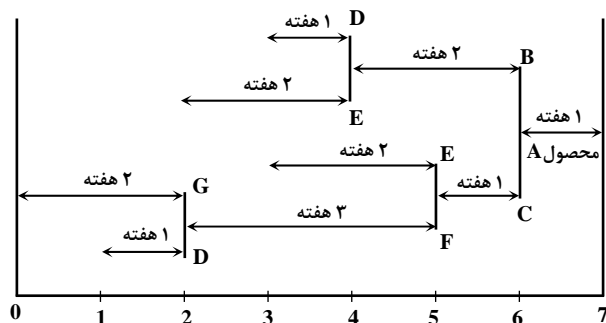 D
۱ هفته
۲ هفته
B
۲ هفته
E
۱ هفته
محصول A
۲ هفته
E
۲ هفته
G
۱ هفته
C
۳ هفته
F
۱ هفته
D
0 1 2 3 4 5 6 7